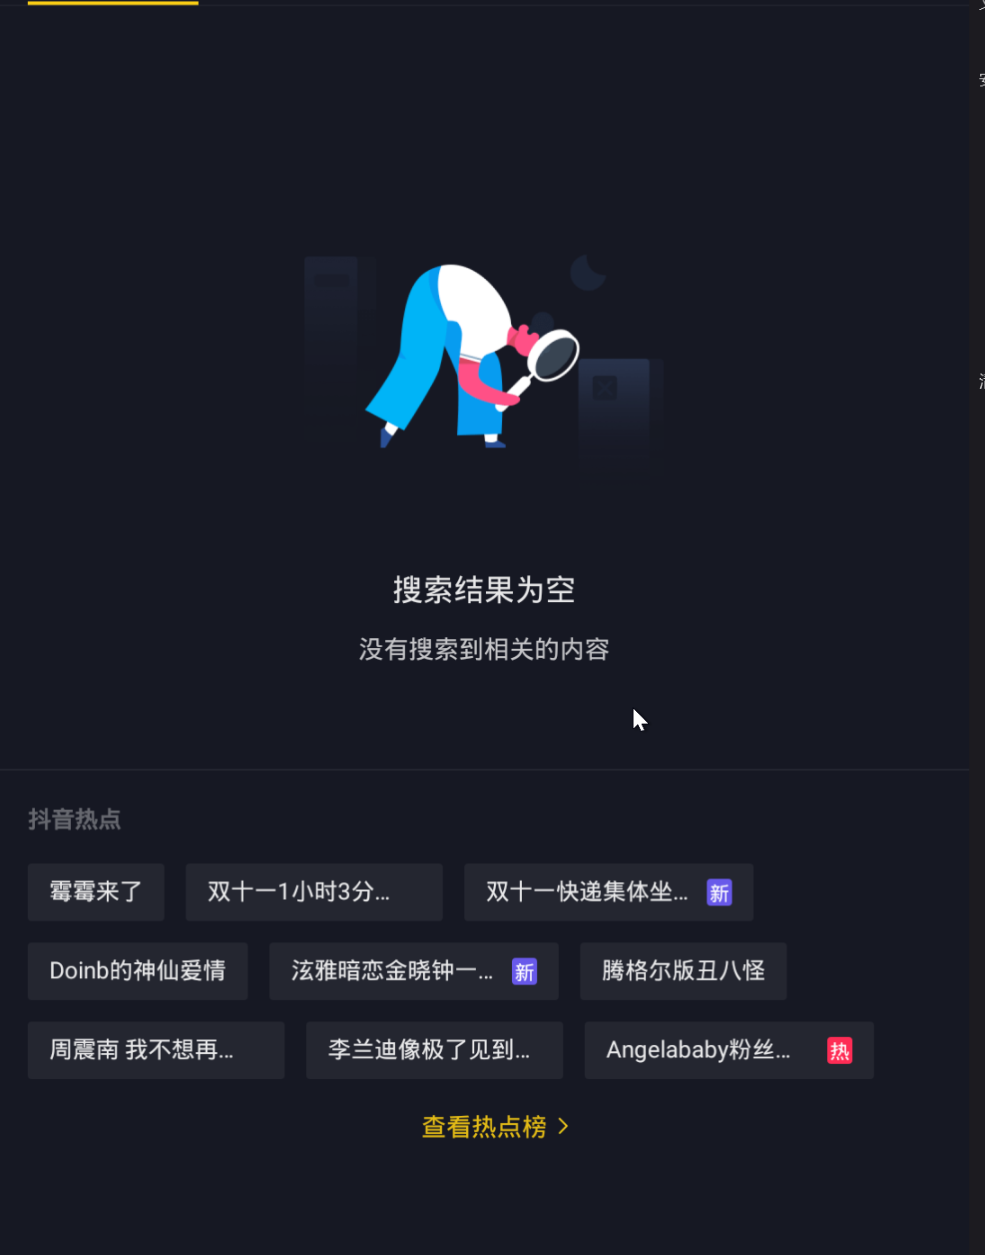 搜索结果为空
没有搜索到相关的内容
抖音热点
霉霉来了 双十一1小时3分... 双十一快递集体坐... 新
Doinb的神仙爱情 泫雅暗恋金晓钟一... 新 腾格尔版丑八怪
周震南 我不想再... 李兰迪像极了见到... Angelababy粉丝... 热
查看热点榜 >